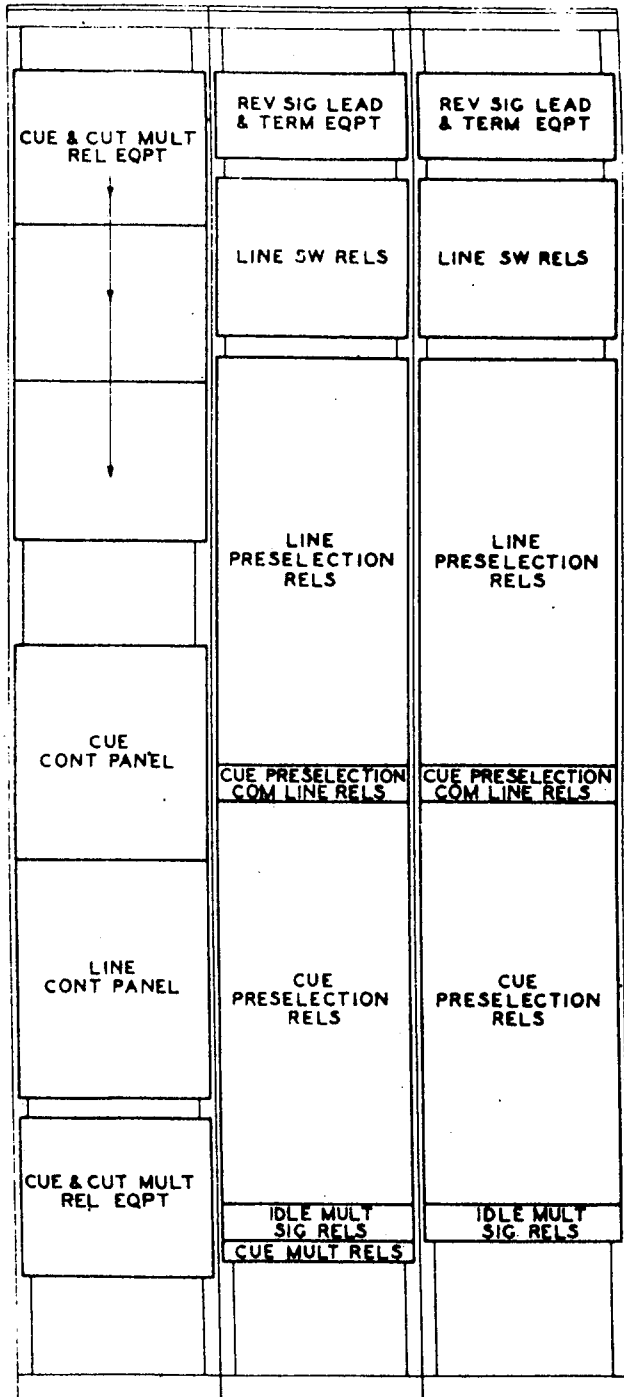 CUE & CUT MULT
REL EQPT
CUE
CONT PANEL
LINE
CONT PANEL
CUE & CUT MULT
REL EQPT
REV SIG LEAD
& TERM EQPT
LINE SW RELS
LINE
PRESELECTION
RELS
CUE PRESELECTION
COM LINE RELS
CUE
PRESELECTION
RELS
IDLE MULT
SIG RELS
CUE MULT RELS
REV SIG LEAD
& TERM EQPT
LINE SW RELS
LINE
PRESELECTION
RELS
CUE PRESELECTION
COM LINE RELS
CUE
PRESELECTION
RELS
IDLE MULT
SIG RELS